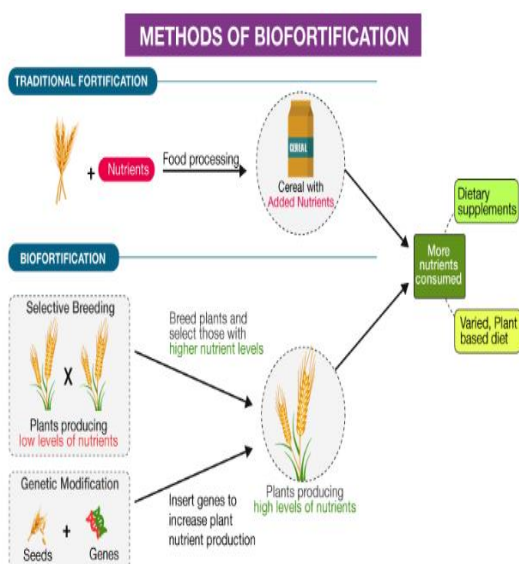 METHODS OF BIOFORTIFICATION
TRADITIONAL FORTIFICATION
+ Nutrients
Food processing
CEREAL
Cereal with
Added Nutrients
Dietary
supplements
More
nutrients
consumed
Varied, Plant
based diet
BIOFORTIFICATION
Selective Breeding
X
Plants producing
low levels of nutrients
Breed plants and
select those with
higher nutrient levels
Genetic Modification
+
Seeds
Genes
Insert genes to
increase plant
nutrient production
Plants producing
high levels of nutrients